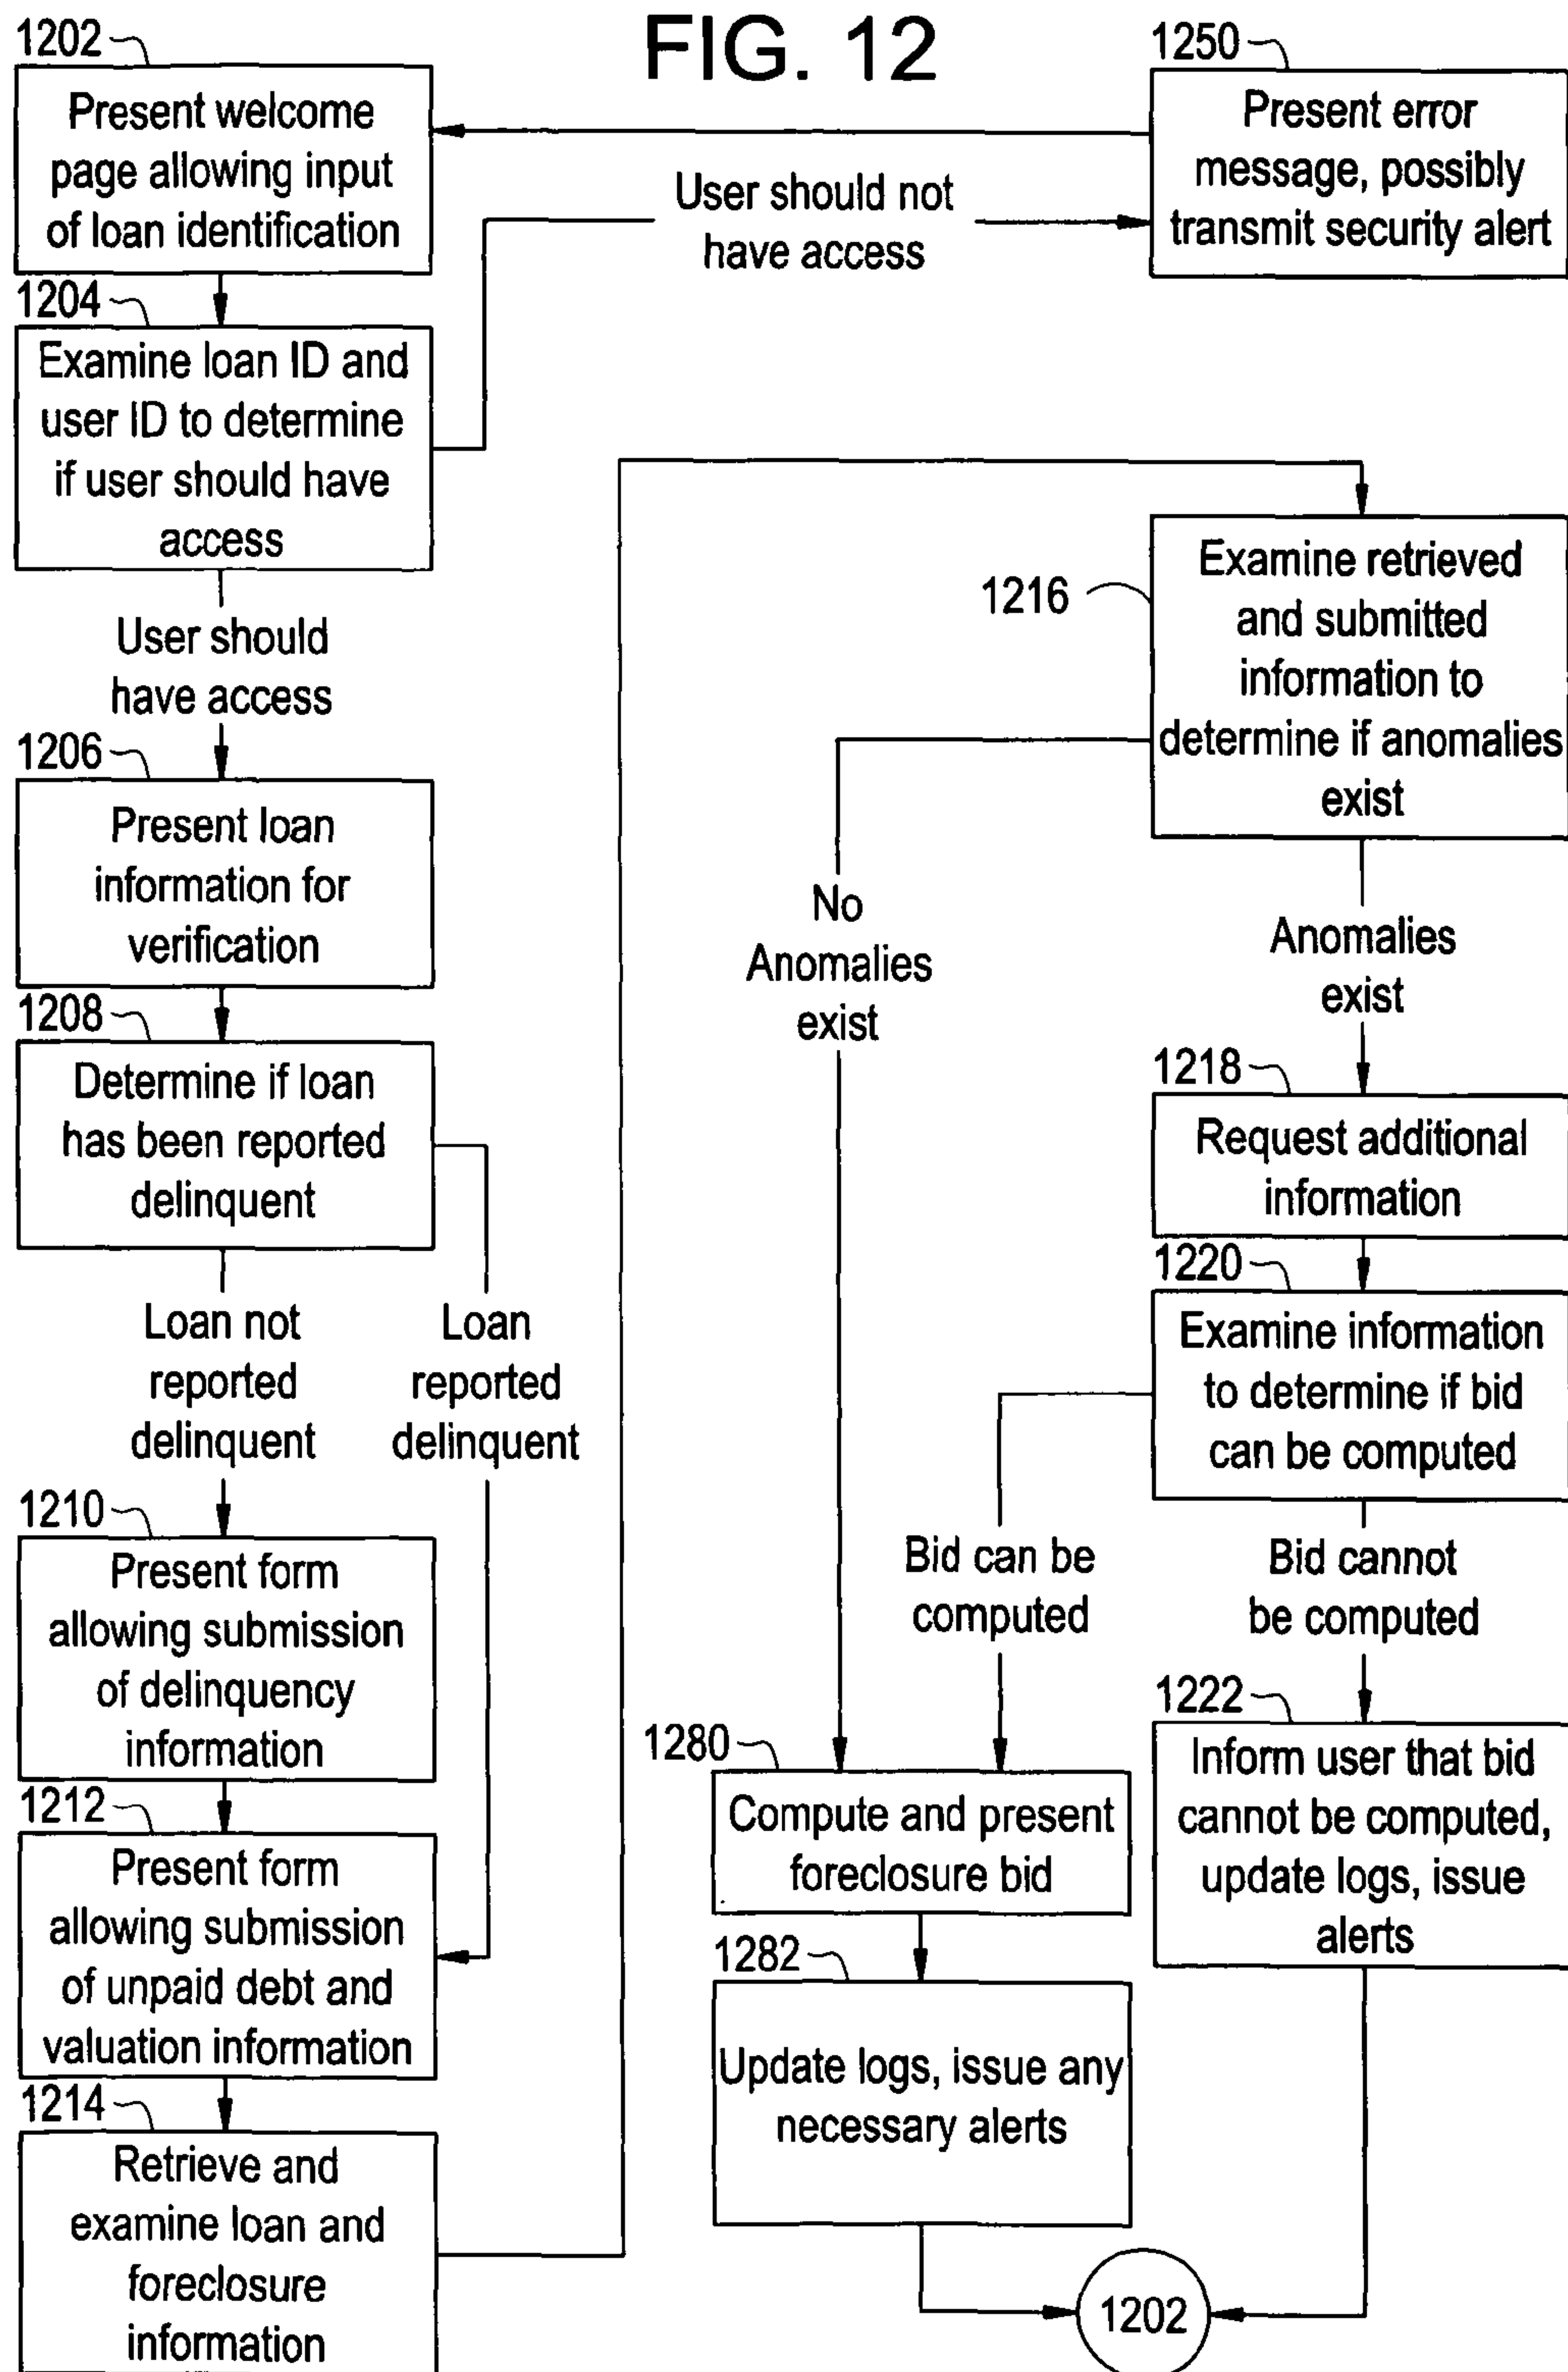 FIG. 12
1202
Present welcome
page allowing input
of loan identification
1250
Present error
message, possibly
transmit security alert
User should not
have access
1204
Examine loan ID and
user ID to determine
if user should have
access
User should
have access
1206
Present loan
information for
verification
1208
Determine if loan
has been reported
delinquent
Loan not
reported
delinquent
Loan
reported
delinquent
1210
Present form
allowing submission
of delinquency
information
1212
Present form
allowing submission
of unpaid debt and
valuation information
1214
Retrieve and
examine loan and
foreclosure
information
1216
Examine retrieved
and submitted
information to
determine if anomalies
exist
No
Anomalies
exist
Anomalies
exist
1218
Request additional
information
1220
Examine information
to determine if bid
can be computed
Bid can be
computed
Bid cannot
be computed
1222
Inform user that bid
cannot be computed,
update logs, issue
alerts
1280
Compute and present
foreclosure bid
1282
Update logs, issue any
necessary alerts
1202